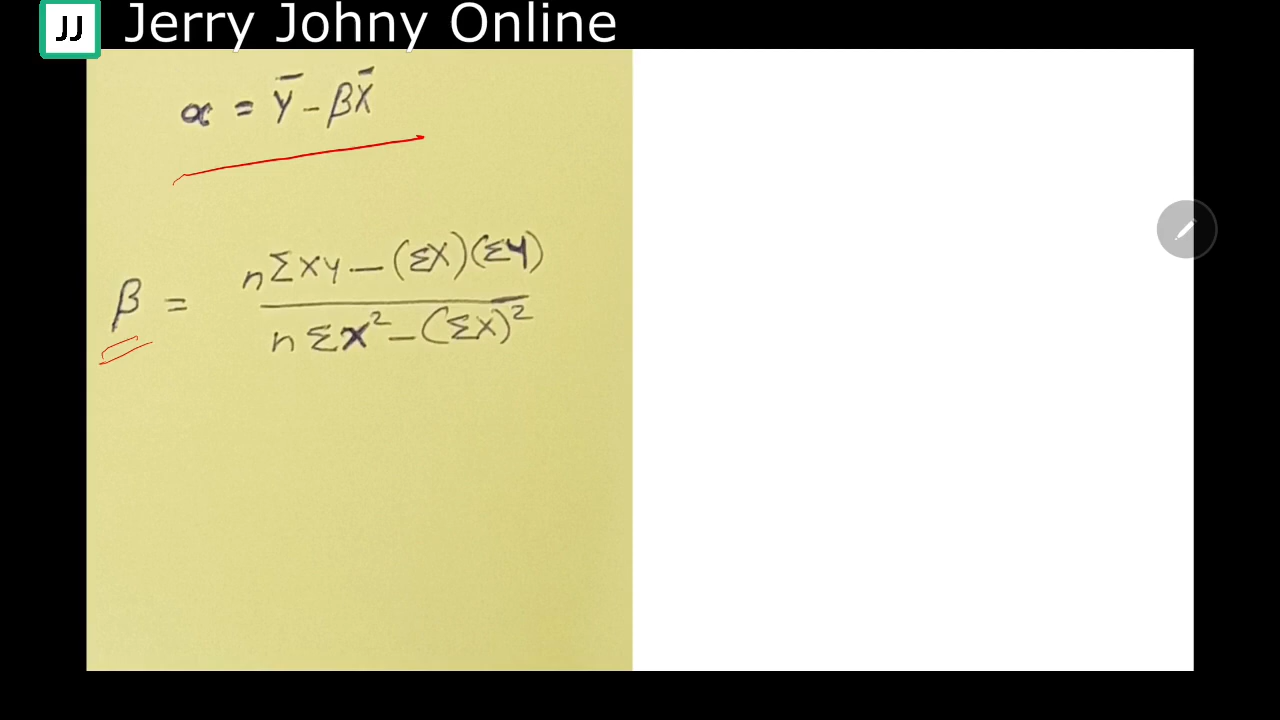 JJ Jerry Johny Online
α = Y̅ - βX̅
β = nΣXY - (ΣX)(ΣY) / nΣX² - (ΣX)²